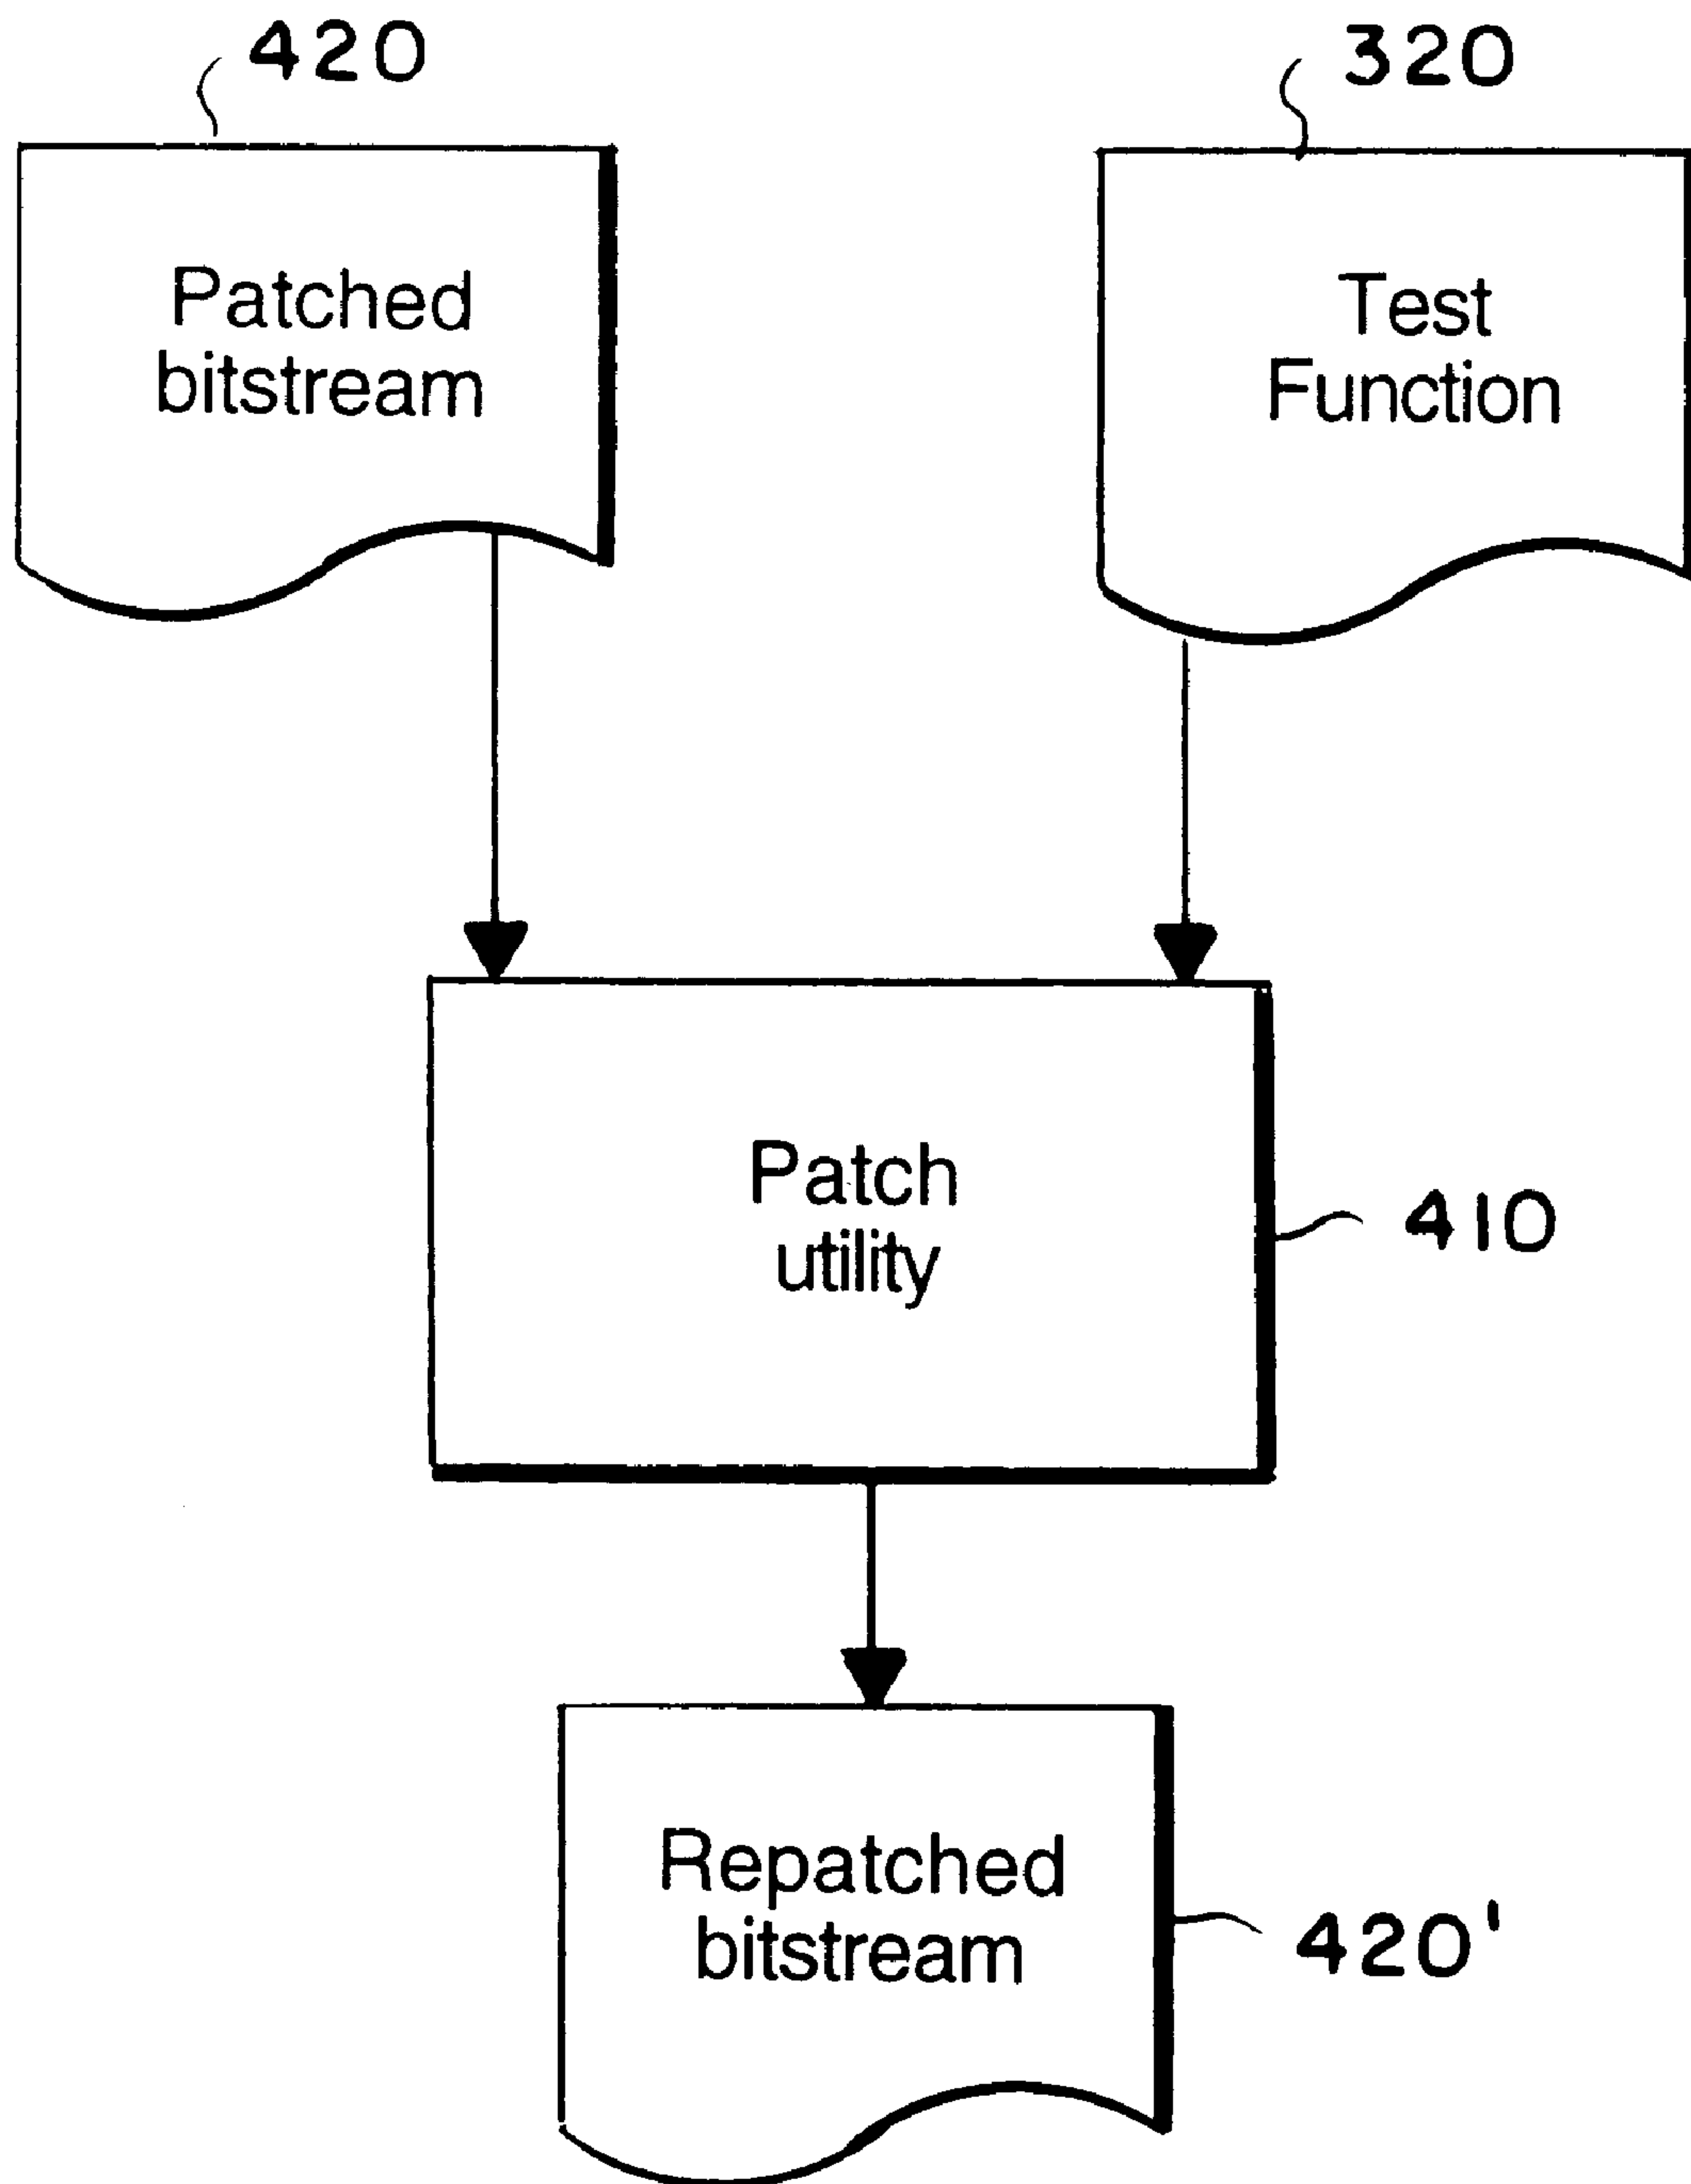 420
320
Patched
bitstream
Test
Function
Patch
utility
410
Repatched
bitstream
420'